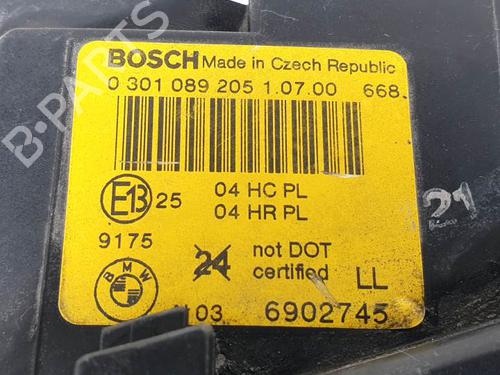 BOSCH Made in Czech Republic
0 301 089 205 1.07.00 668.
E13 25 04 HC PL
04 HR PL
9175 24 not DOT
certified LL
BMW 03 6902745
21
B-PARTS